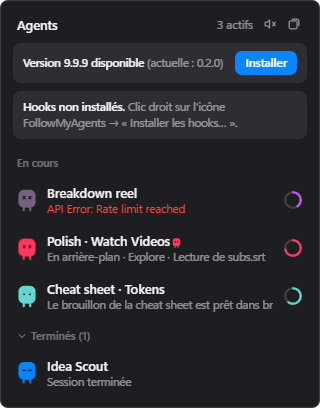 Agents 3 actifs
Version 9.9.9 disponible (actuelle : 0.2.0) Installer
Hooks non installés. Clic droit sur l'icône
FollowMyAgents → « Installer les hooks... ».
En cours
Breakdown reel
API Error: Rate limit reached
Polish · Watch Videos
En arrière-plan · Explore · Lecture de subs.srt
Cheat sheet · Tokens
Le brouillon de la cheat sheet est prêt dans br
Terminés (1)
Idea Scout
Session terminée